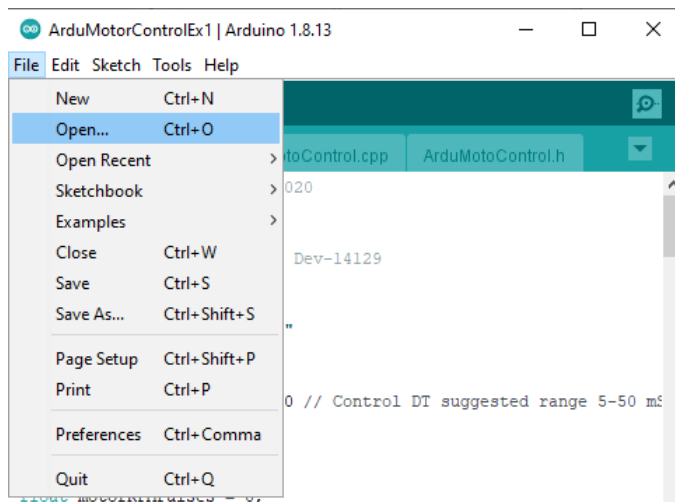 ArduMotorControlEx1 | Arduino 1.8.13
File Edit Sketch Tools Help
New Ctrl+N
Open... Ctrl+O
Open Recent
Sketchbook
Examples
Close Ctrl+W
Save Ctrl+S
Save As... Ctrl+Shift+S
Page Setup Ctrl+Shift+P
Print Ctrl+P
Preferences Ctrl+Comma
Quit Ctrl+Q
toControl.cpp ArduMotoControl.h
020
Dev-14129
"
0 // Control DT suggested range 5-50 mS